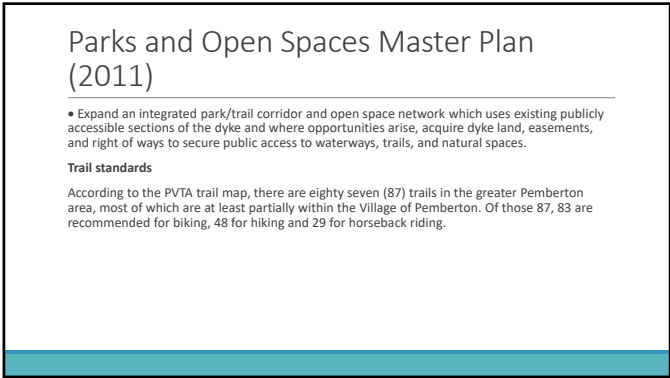 Parks and Open Spaces Master Plan
(2011)
• Expand an integrated park/trail corridor and open space network which uses existing publicly
accessible sections of the dyke and where opportunities arise, acquire dyke land, easements,
and right of ways to secure public access to waterways, trails, and natural spaces.
Trail standards
According to the PVTA trail map, there are eighty seven (87) trails in the greater Pemberton
area, most of which are at least partially within the Village of Pemberton. Of those 87, 83 are
recommended for biking, 48 for hiking and 29 for horseback riding.